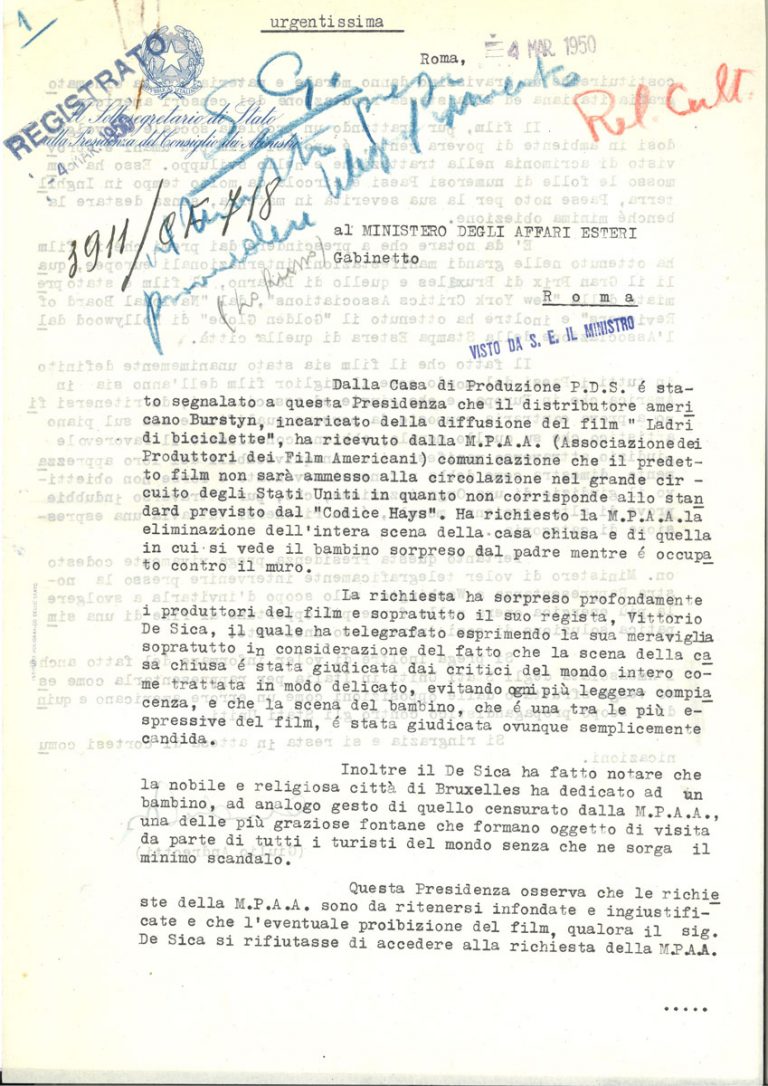 1
urgentissima
Roma, 4 MAR. 1950
REGISTRATO
4 MAR. 1950
Il Sottosegretario di Stato
alla Presidenza del Consiglio dei Ministri
S. G.
Rel. Cult.
3911/SE 718
al MINISTERO DEGLI AFFARI ESTERI
Gabinetto
R o m a
VISTO DA S. E. IL MINISTRO
Dalla Casa di Produzione P.D.S. é sta-
to segnalato a questa Presidenza che il distributore ameri
cano Burstyn, incaricato della diffusione del film " Ladri
di biciclette", ha ricevuto dalla M.P.A.A. (Associazione dei
Produttori dei Film Americani) comunicazione che il predet-
to film non sarà ammesso alla circolazione nel grande cir -
cuito degli Stati Uniti in quanto non corrisponde allo stan
dard previsto dal "Codice Hays". Ha richiesto la M.P.A.A. la
eliminazione dell'intera scena della casa chiusa e di quella
in cui si vede il bambino sorpreso dal padre mentre é occupa
to contro il muro.
La richiesta ha sorpreso profondamente
i produttori del film e sopratutto il suo regista, Vittorio
De Sica, il quale ha telegrafato esprimendo la sua meraviglia
sopratutto in considerazione del fatto che la scena della ca
sa chiusa é stata giudicata dai critici del mondo intero co-
me trattata in modo delicato, evitando ogni più leggera compia
cenza, e che la scena del bambino, che é una tra le più e-
spressive del film, é stata giudicata ovunque semplicemente
candida.
Inoltre il De Sica ha fatto notare che
la nobile e religiosa città di Bruxelles ha dedicato ad un
bambino, ad analogo gesto di quello censurato dalla M.P.A.A.,
una delle più graziose fontane che formano oggetto di visita
da parte di tutti i turisti del mondo senza che ne sorga il
minimo scandalo.
Questa Presidenza osserva che le richie
ste della M.P.A.A. sono da ritenersi infondate e ingiustifi-
cate e che l'eventuale proibizione del film, qualora il sig.
De Sica si rifiutasse di accedere alla richiesta della M.P.A.A.
.....